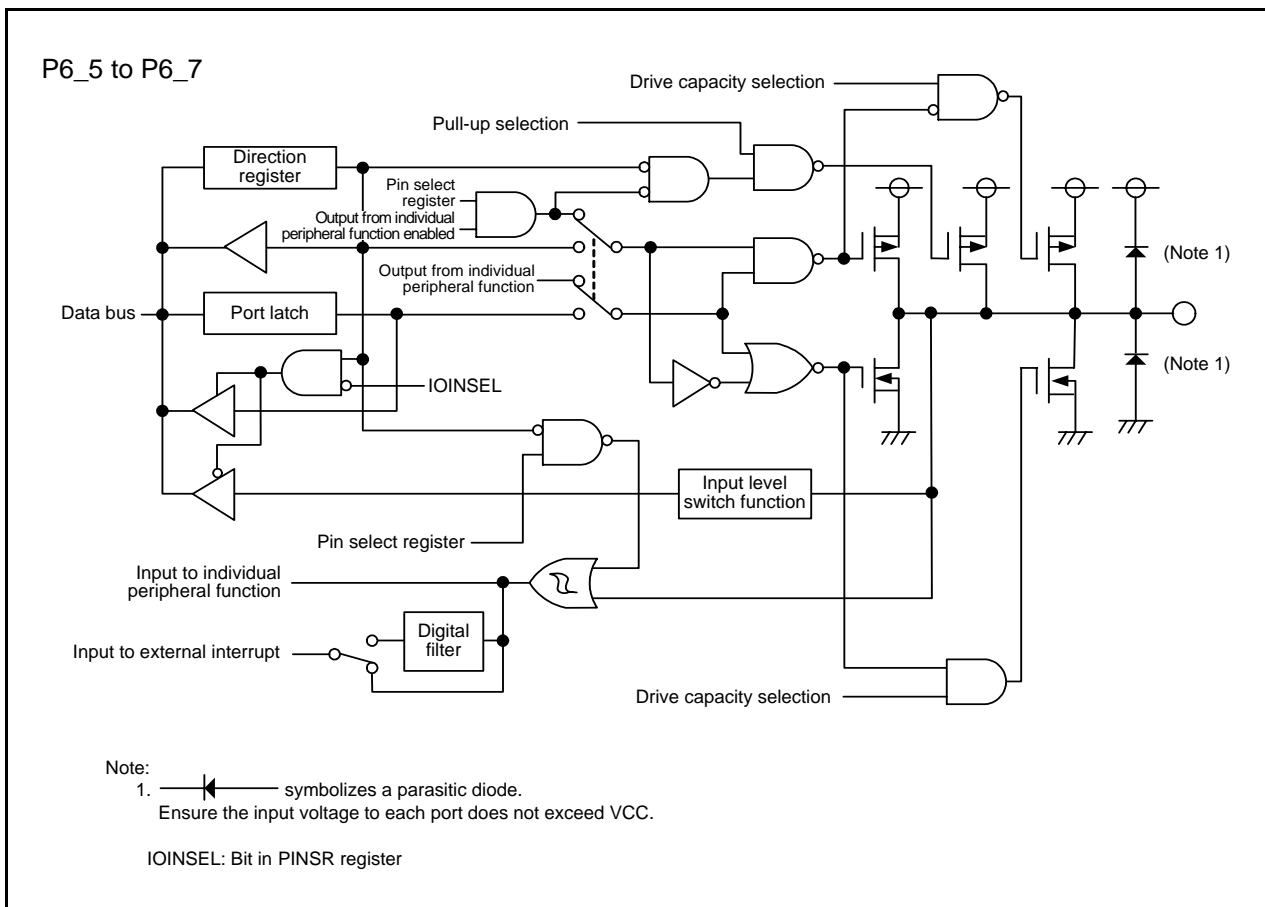 P6_5 to P6_7
Drive capacity selection
Pull-up selection
Direction
register
Pin select
register
Output from individual
peripheral function enabled
(Note 1)
Output from individual
peripheral function
Data bus
Port latch
(Note 1)
IOINSEL
Input level
switch function
Pin select register
Input to individual
peripheral function
Digital
filter
Input to external interrupt
Drive capacity selection
Note:
1. symbolizes a parasitic diode.
Ensure the input voltage to each port does not exceed VCC.
IOINSEL: Bit in PINSR register